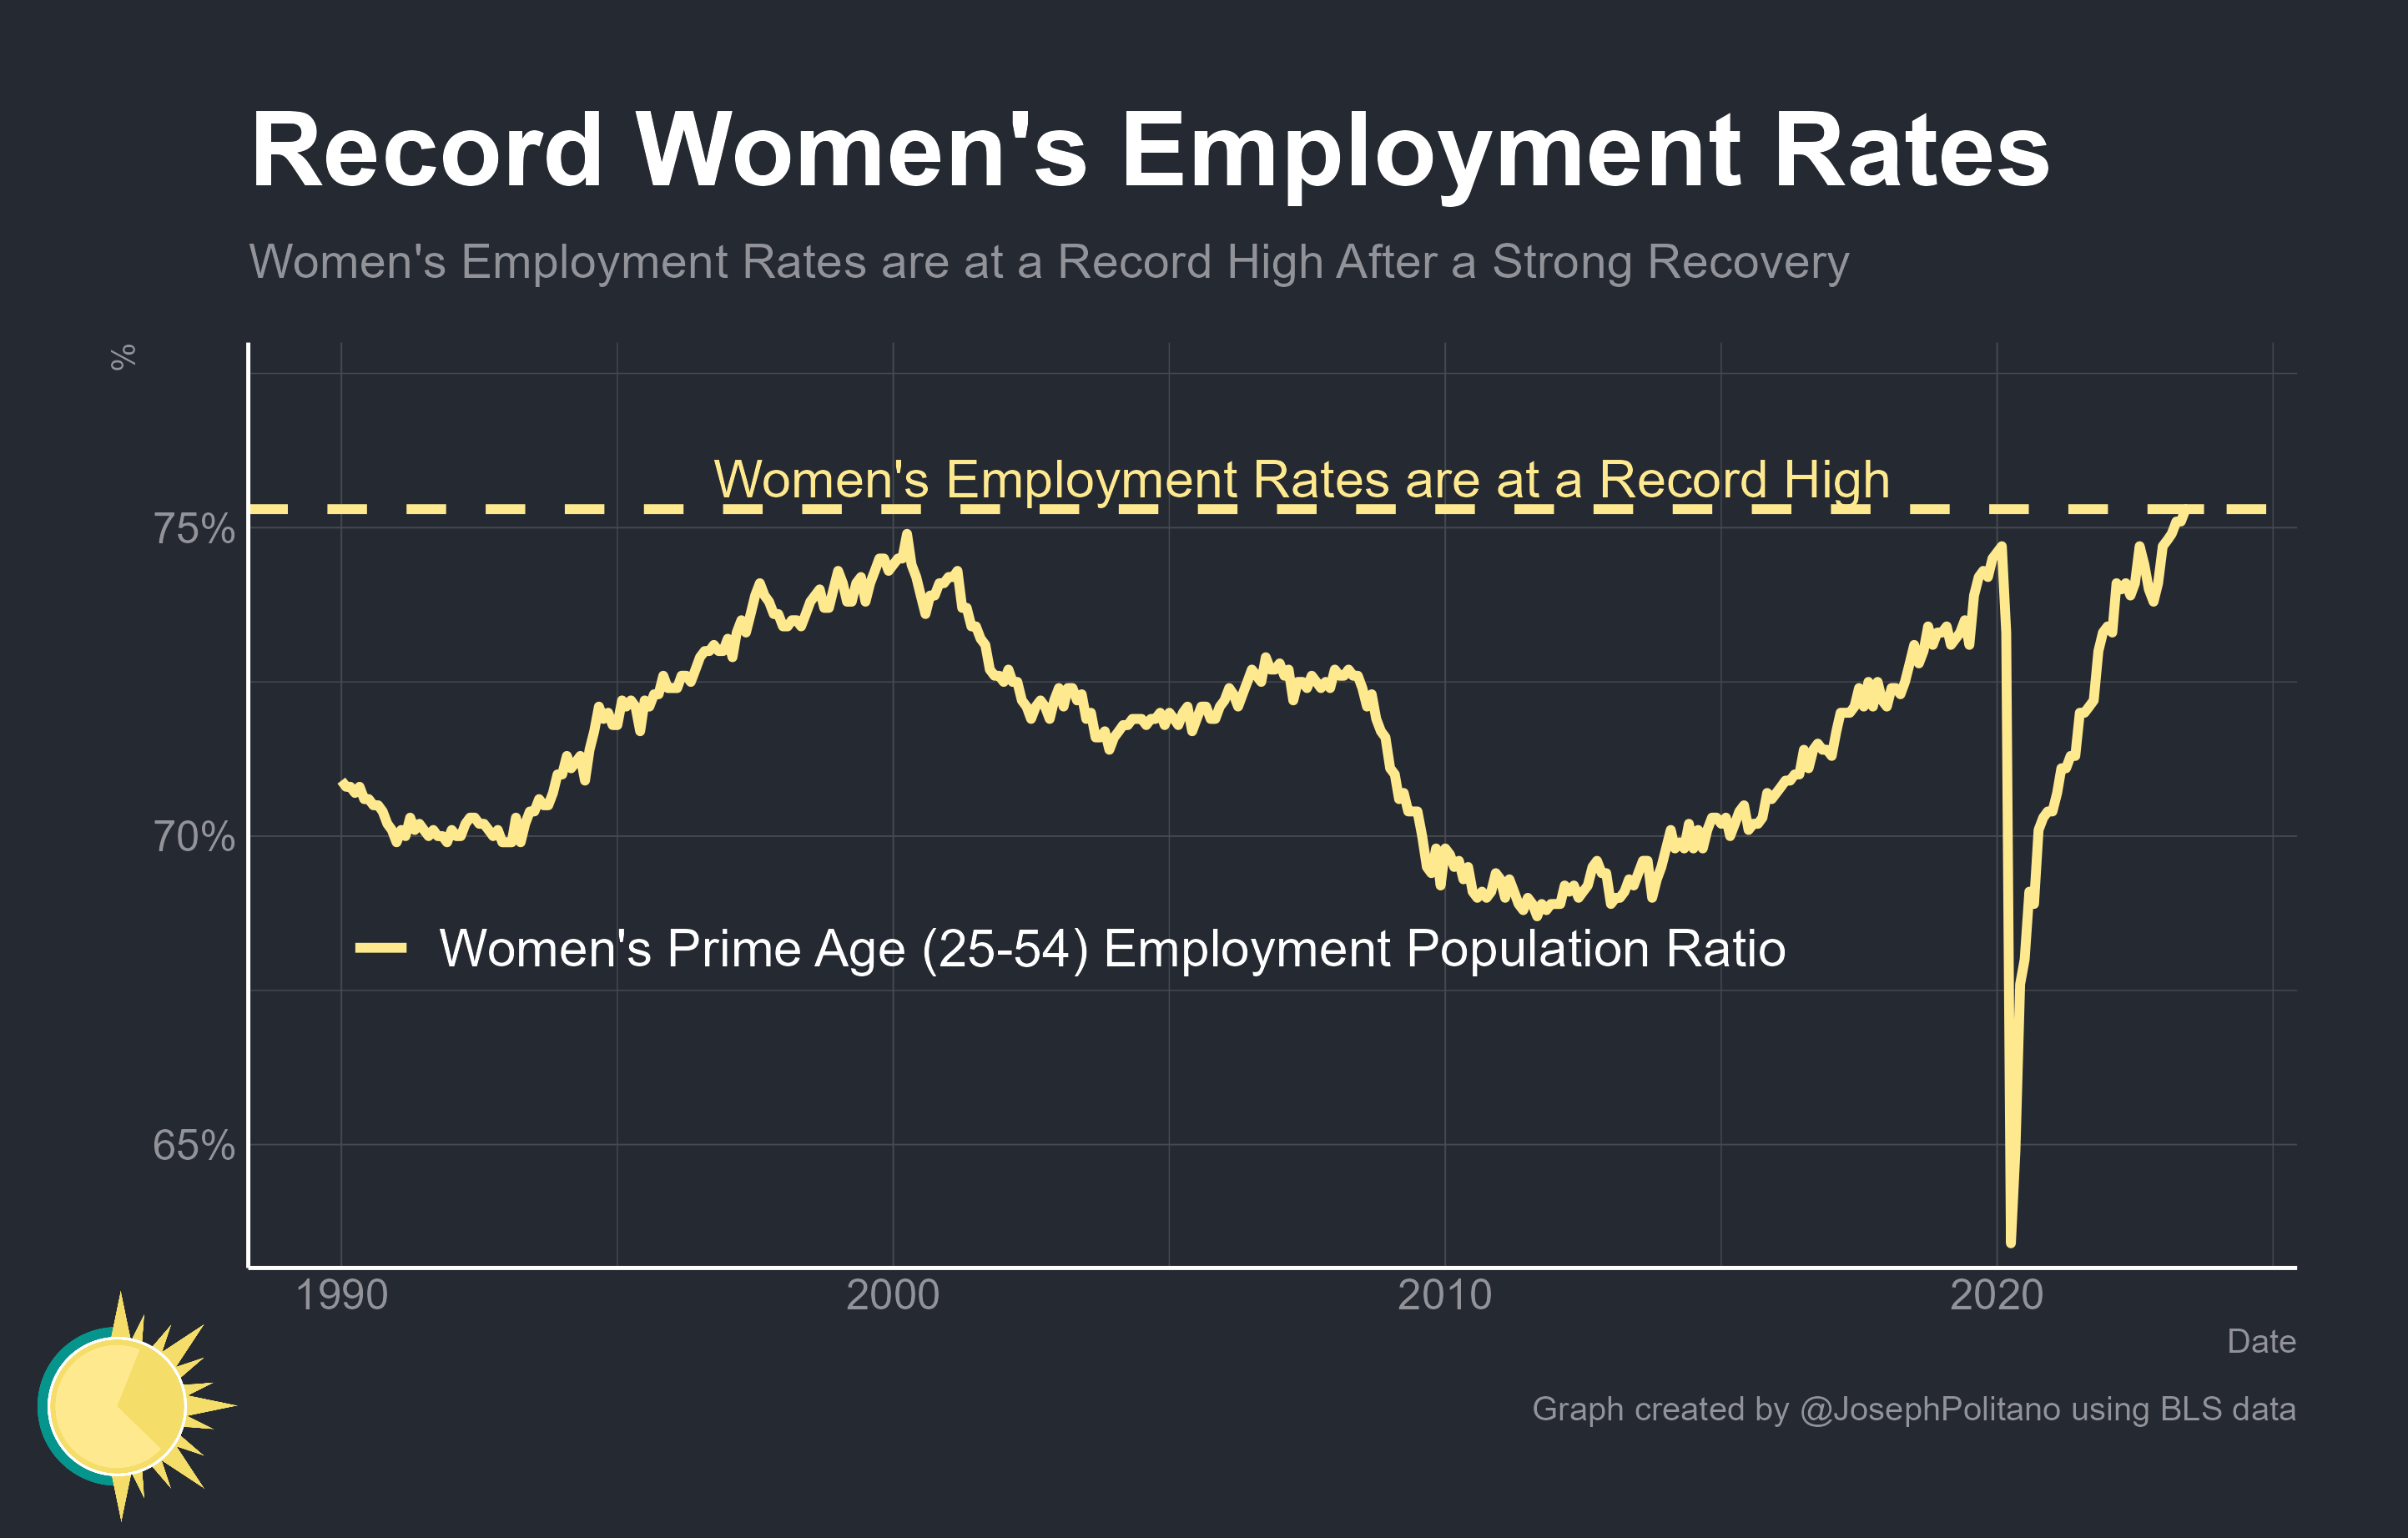 Record Women's Employment Rates
Women's Employment Rates are at a Record High After a Strong Recovery
%
Women's Employment Rates are at a Record High
75%
70%
Women's Prime Age (25-54) Employment Population Ratio
65%
1990 2000 2010 2020
Date
Graph created by @JosephPolitano using BLS data